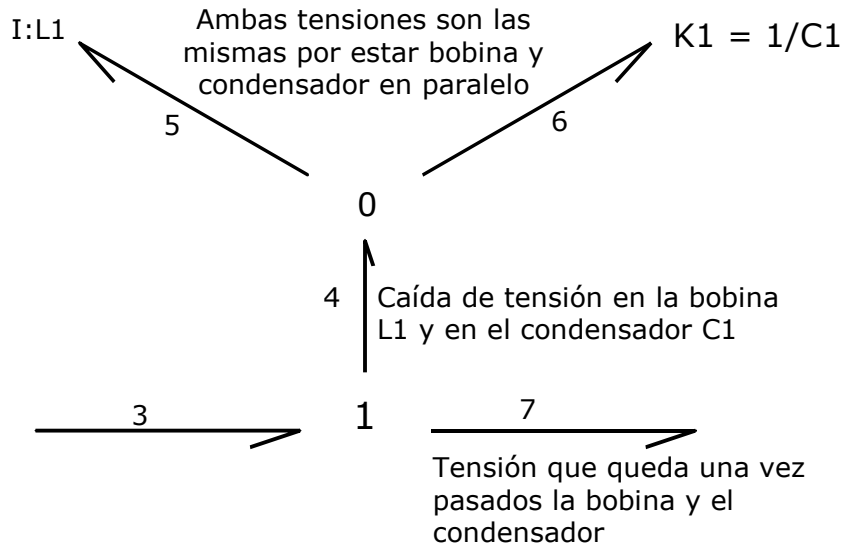 I:L1
Ambas tensiones son las
mismas por estar bobina y
condensador en paralelo
K1 = 1/C1
5
6
0
4
Caída de tensión en la bobina
L1 y en el condensador C1
3
1
7
Tensión que queda una vez
pasados la bobina y el
condensador